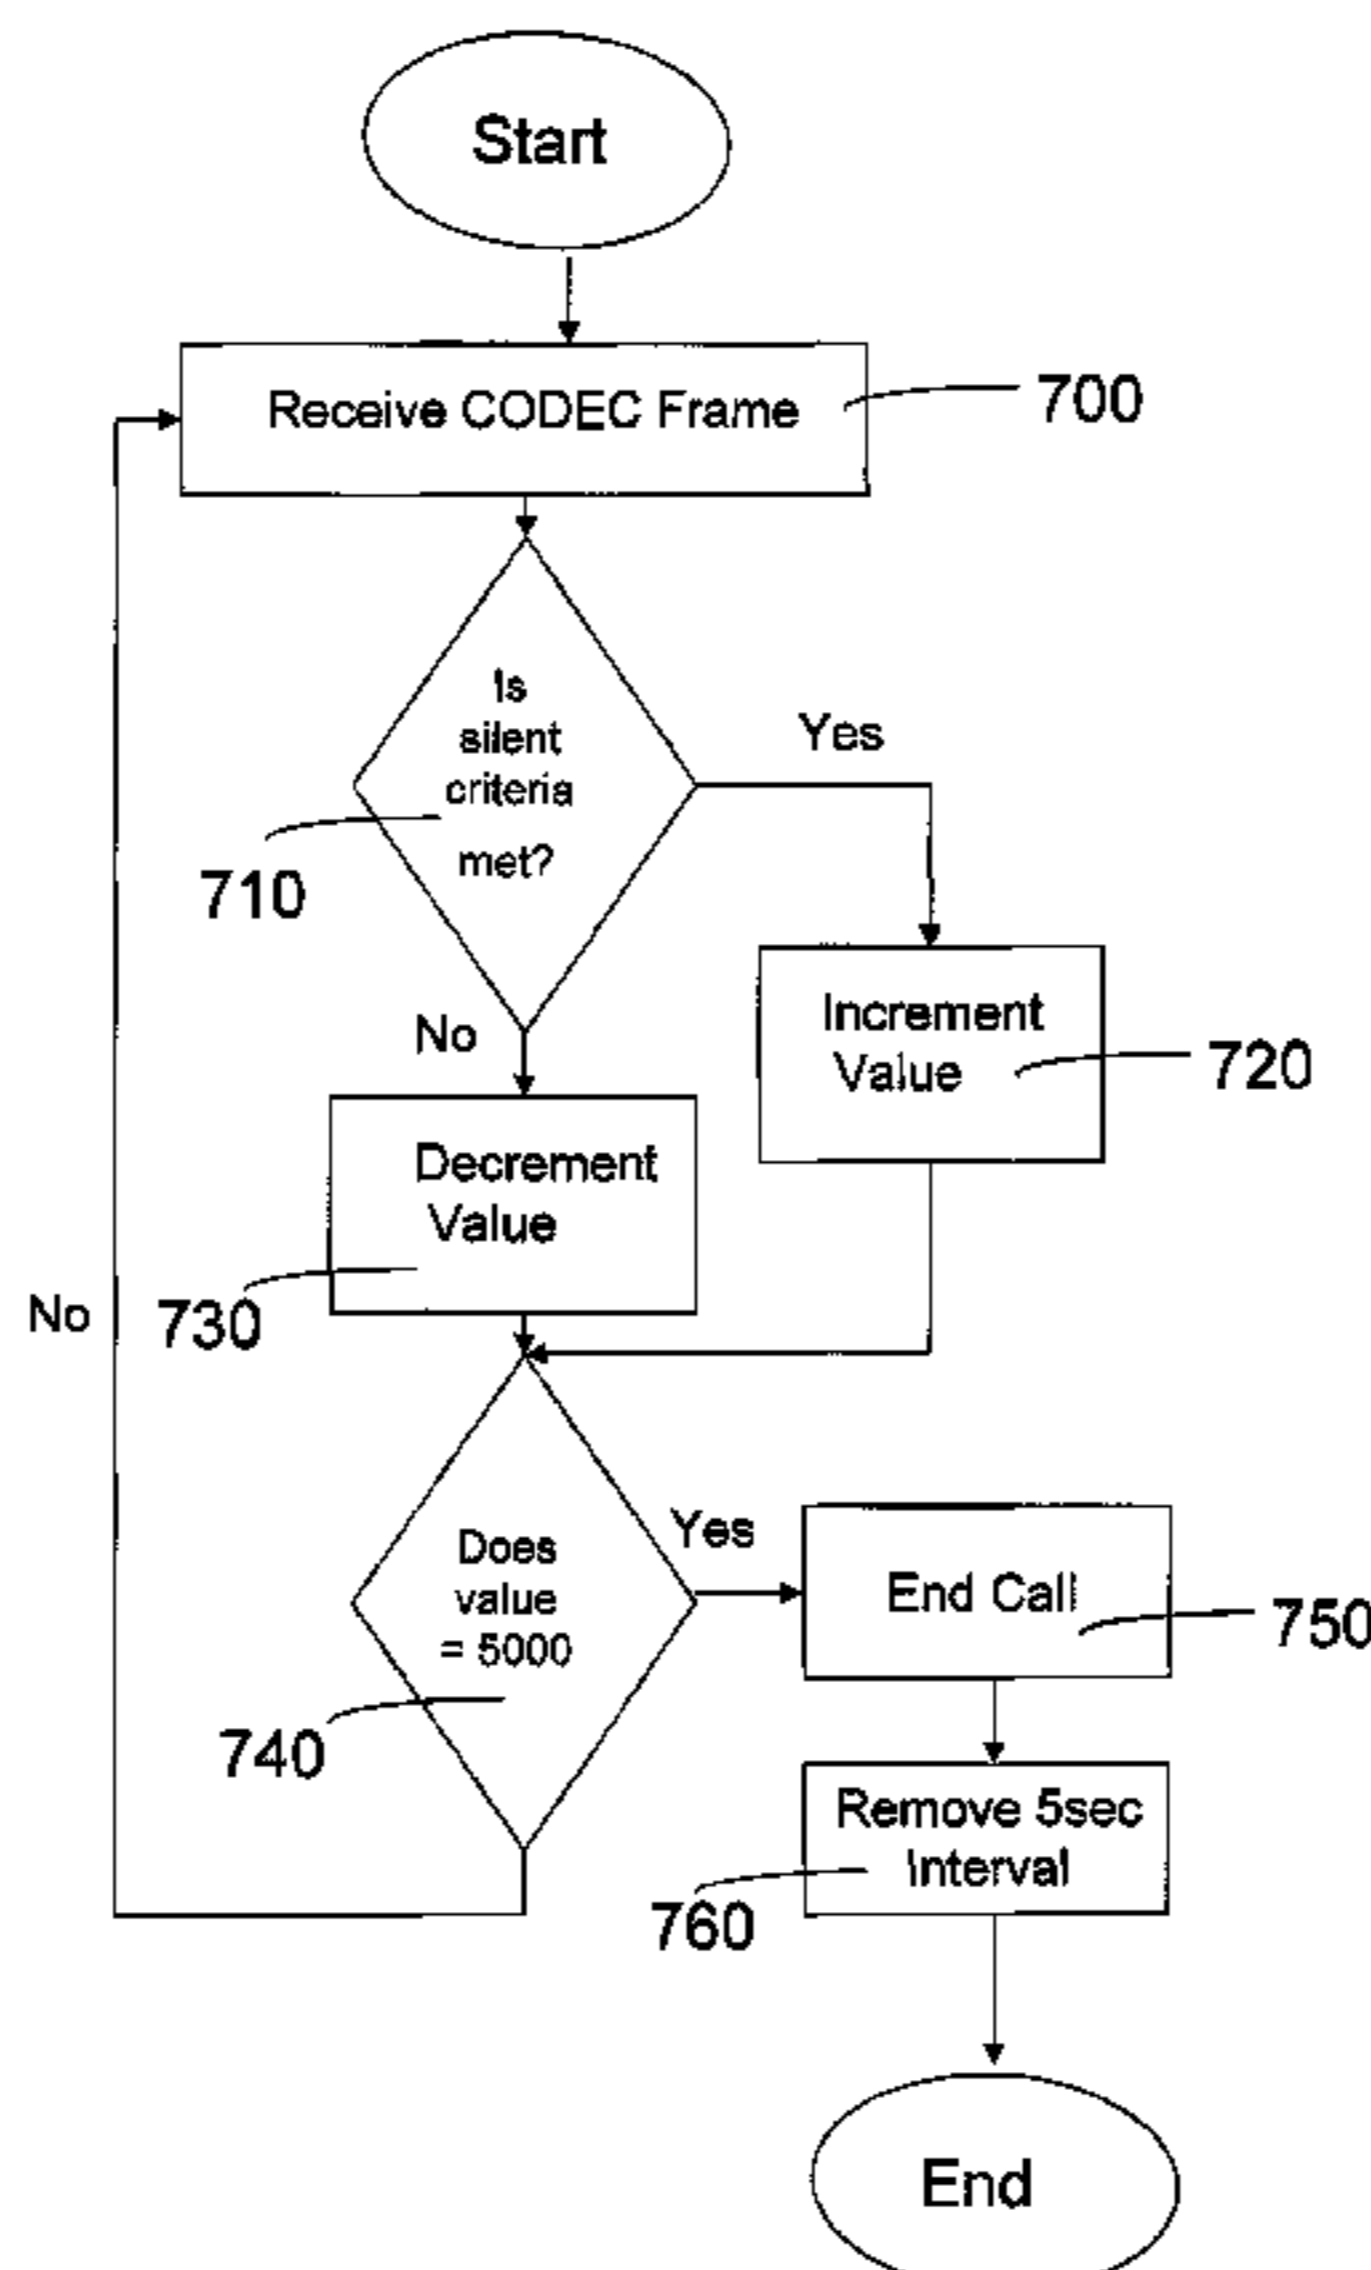 Start
Receive CODEC Frame
700
Is
silent
criteria
met?
710
Yes
No
Increment
Value
720
Decrement
Value
730
No
Does
value
= 5000
740
Yes
End Call
750
Remove 5sec
Interval
760
End